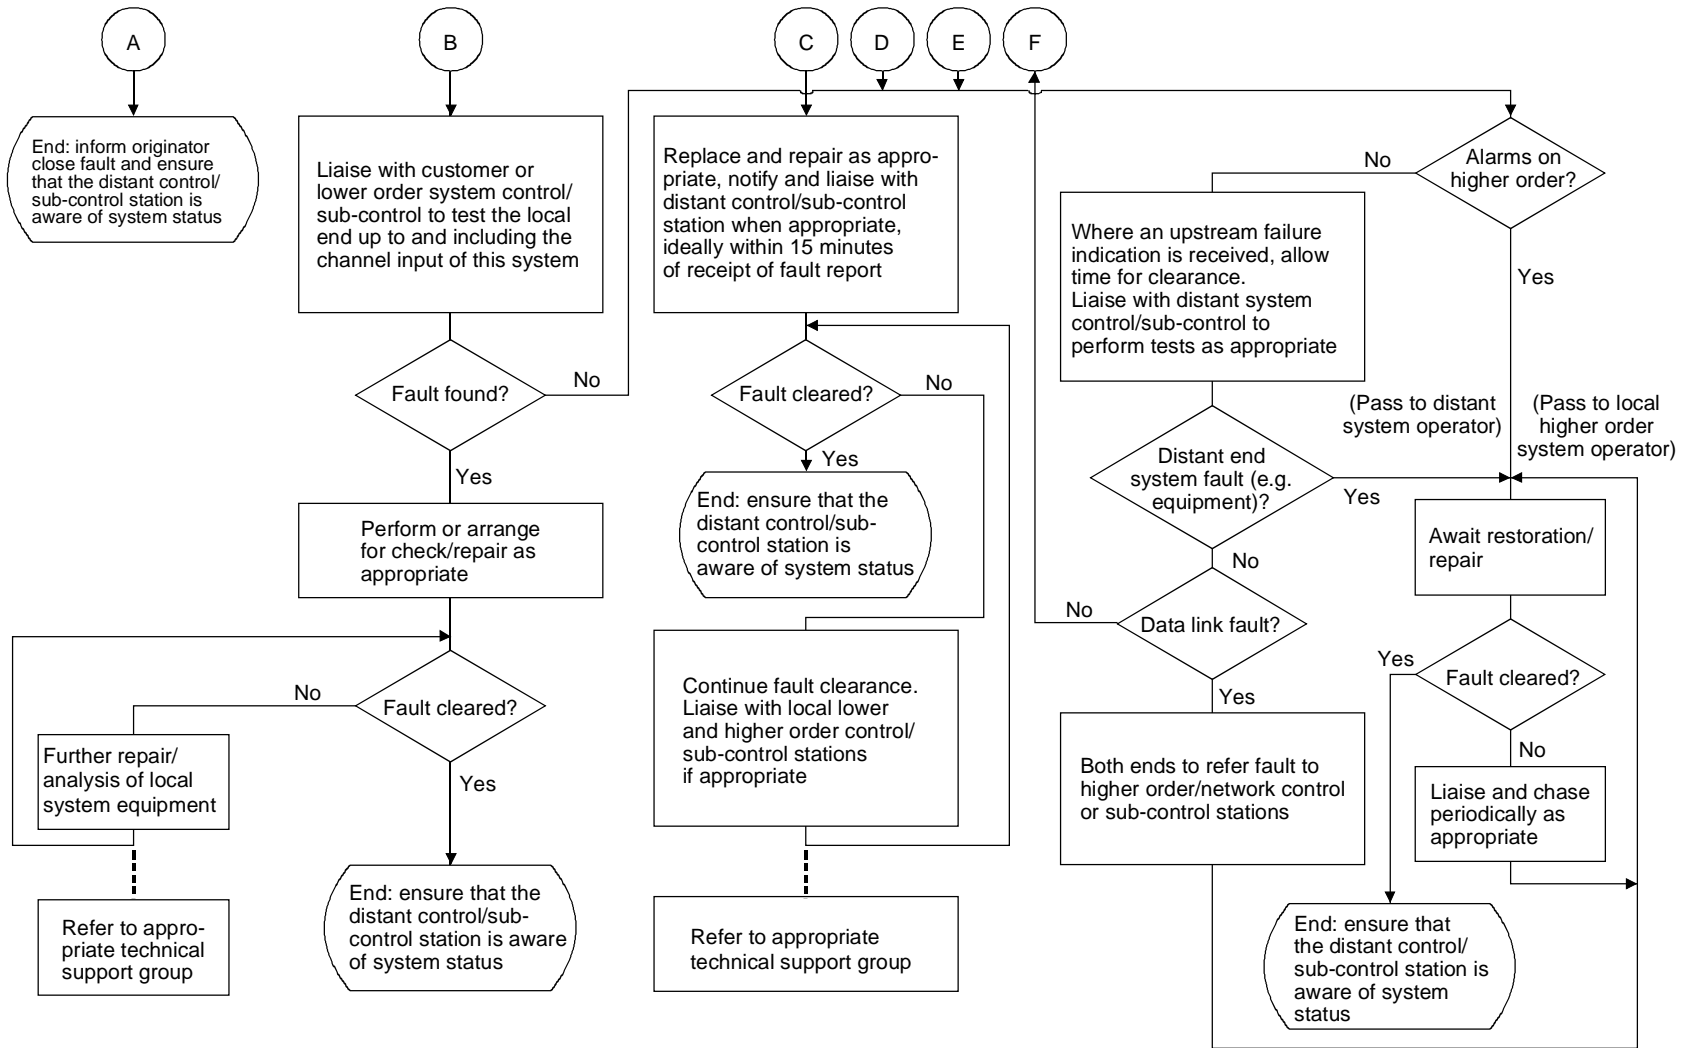 A
B
C
D
E
F
End: inform originator
close fault and ensure
that the distant control/
sub-control station is
aware of system status
Liaise with customer or
lower order system control/
sub-control to test the local
end up to and including the
channel input of this system
Fault found?
No
Yes
Perform or arrange
for check/repair as
appropriate
Fault cleared?
No
Yes
Further repair/
analysis of local
system equipment
Refer to appro-
priate technical
support group
End: ensure that the
distant control/sub-
control station is aware
of system status
Replace and repair as appro-
priate, notify and liaise with
distant control/sub-control
station when appropriate,
ideally within 15 minutes
of receipt of fault report
Fault cleared?
No
Yes
End: ensure that the
distant control/sub-
control station is
aware of system status
Continue fault clearance.
Liaise with local lower
and higher order control/
sub-control stations
if appropriate
Refer to appropriate
technical support group
Alarms on
higher order?
No
Yes
Where an upstream failure
indication is received, allow
time for clearance.
Liaise with distant system
control/sub-control to
perform tests as appropriate
(Pass to distant
system operator)
(Pass to local
higher order
system operator)
Distant end
system fault (e.g.
equipment)?
Yes
No
Data link fault?
No
Yes
Both ends to refer fault to
higher order/network control
or sub-control stations
Await restoration/
repair
Fault cleared?
Yes
No
Liaise and chase
periodically as
appropriate
End: ensure that
the distant control/
sub-control station is
aware of system
status